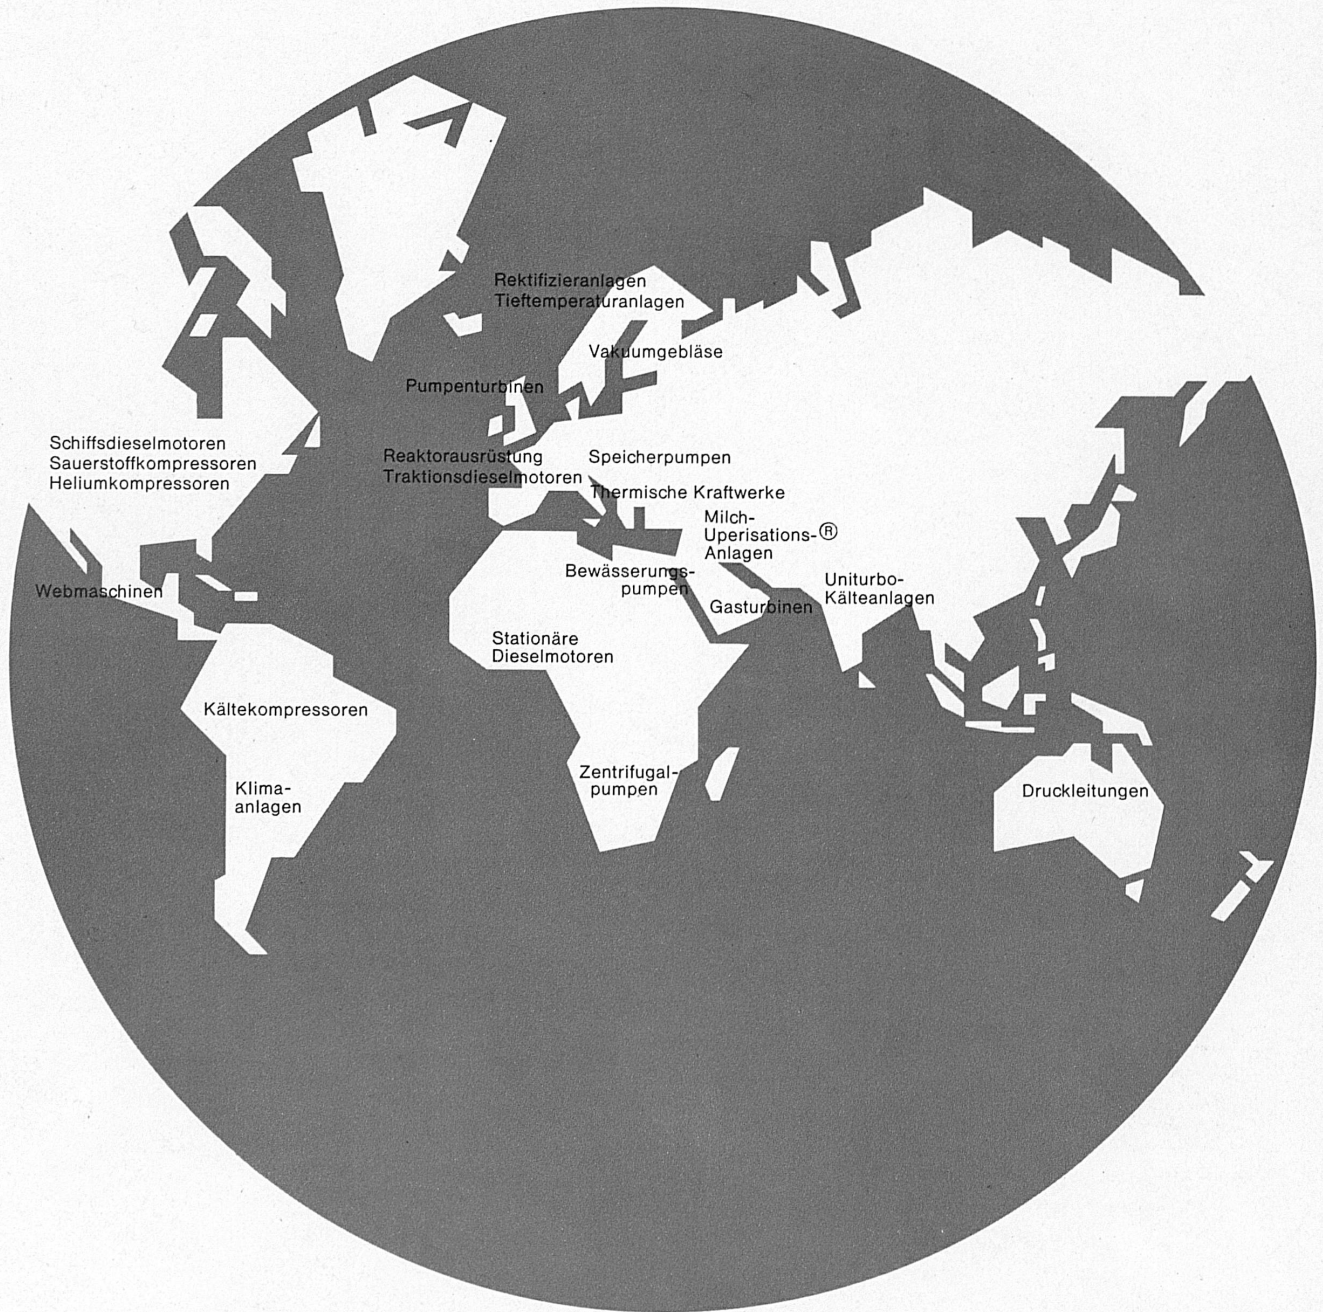 Rektifizieranlagen
Tieftemperaturanlagen
Vakuumgebläse
Pumpenturbinen
Schiffsdieselmotoren
Sauerstoffkompressoren
Heliumkompressoren
Reaktorausrüstung
Traktionsdieselmotoren
Speicherpumpen
Thermische Kraftwerke
Milch-
Uperisations-®
Anlagen
Webmaschinen
Bewässerungs-
pumpen
Gasturbinen
Uniturbo-
Kälteanlagen
Stationäre
Dieselmotoren
Kältekompressoren
Klima-
anlagen
Zentrifugal-
pumpen
Druckleitungen